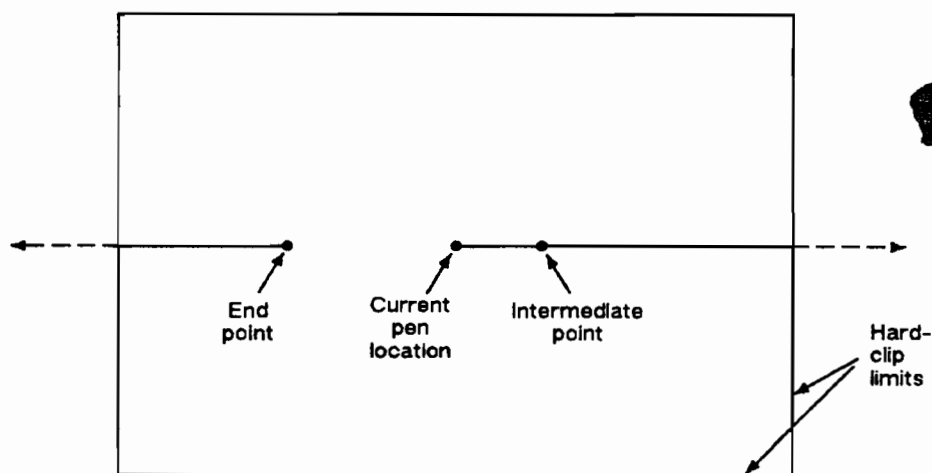 End
point
Current
pen
location
Intermediate
point
Hard-
clip
limits